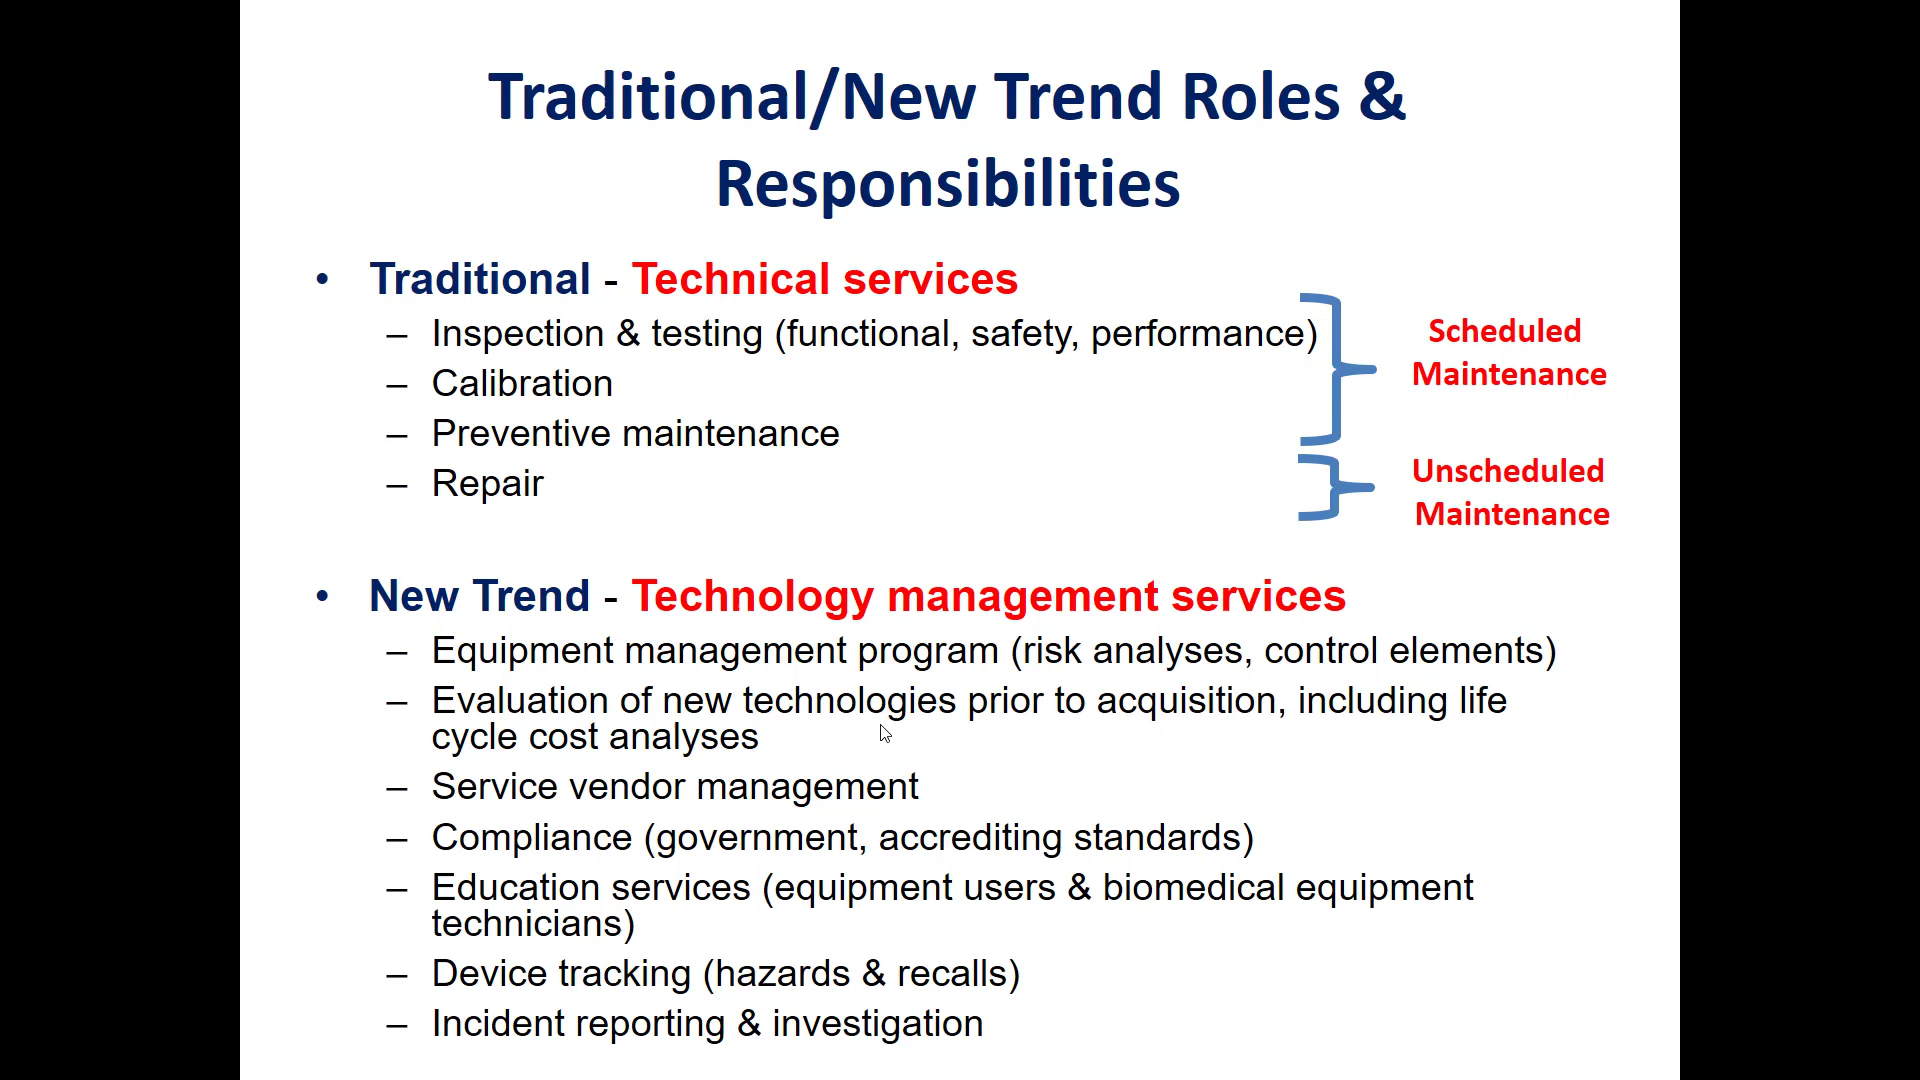 Traditional/New Trend Roles &
Responsibilities
• Traditional - Technical services
– Inspection & testing (functional, safety, performance)
– Calibration
– Preventive maintenance
– Repair
Scheduled
Maintenance
Unscheduled
Maintenance
• New Trend - Technology management services
– Equipment management program (risk analyses, control elements)
– Evaluation of new technologies prior to acquisition, including life
cycle cost analyses
– Service vendor management
– Compliance (government, accrediting standards)
– Education services (equipment users & biomedical equipment
technicians)
– Device tracking (hazards & recalls)
– Incident reporting & investigation